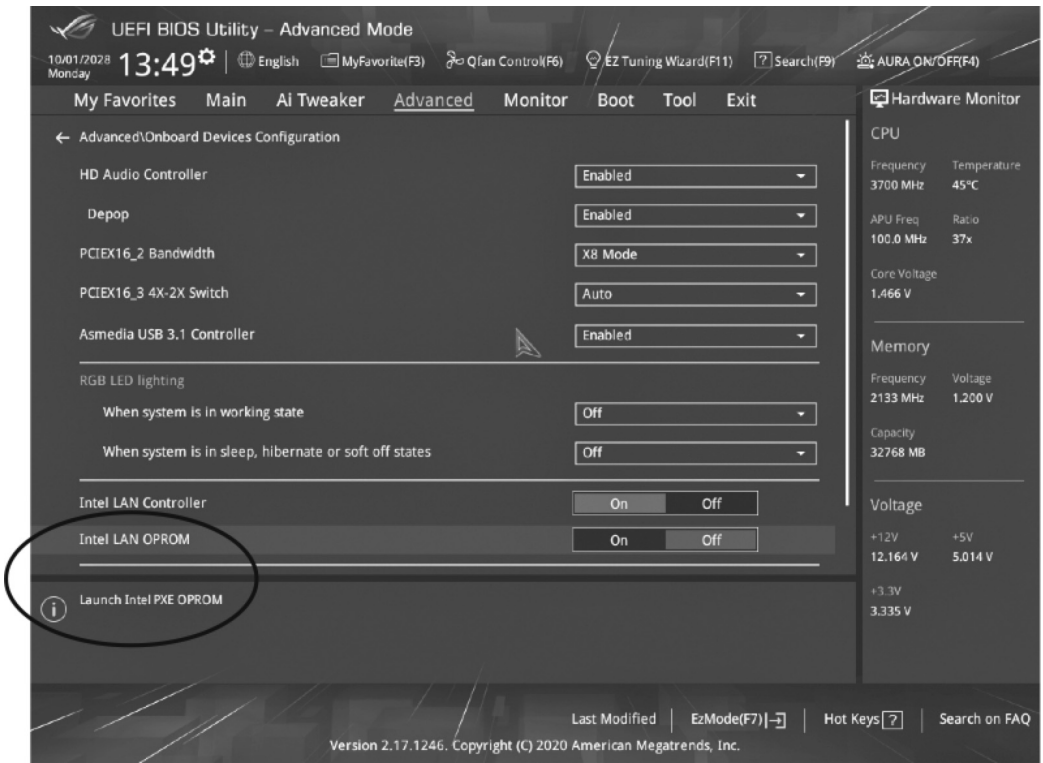 UEFI BIOS Utility – Advanced Mode
10/01/2028
Monday
13:49
English
MyFavorite(F3)
Qfan Control(F6)
EZ Tuning Wizard(F11)
? Search(F9)
AURA ON/OFF(F4)
My Favorites Main Ai Tweaker Advanced Monitor Boot Tool Exit
Hardware Monitor
← Advanced\Onboard Devices Configuration
HD Audio Controller Enabled
Depop Enabled
PCIEX16_2 Bandwidth X8 Mode
PCIEX16_3 4X-2X Switch Auto
Asmedia USB 3.1 Controller Enabled
RGB LED lighting
When system is in working state Off
When system is in sleep, hibernate or soft off states Off
Intel LAN Controller On Off
Intel LAN OPROM On Off
i Launch Intel PXE OPROM
CPU
Frequency Temperature
3700 MHz 45°C
APU Freq Ratio
100.0 MHz 37x
Core Voltage
1.466 V
Memory
Frequency Voltage
2133 MHz 1.200 V
Capacity
32768 MB
Voltage
+12V +5V
12.164 V 5.014 V
+3.3V
3.335 V
Last Modified EzMode(F7) Hot Keys ? Search on FAQ
Version 2.17.1246. Copyright (C) 2020 American Megatrends, Inc.